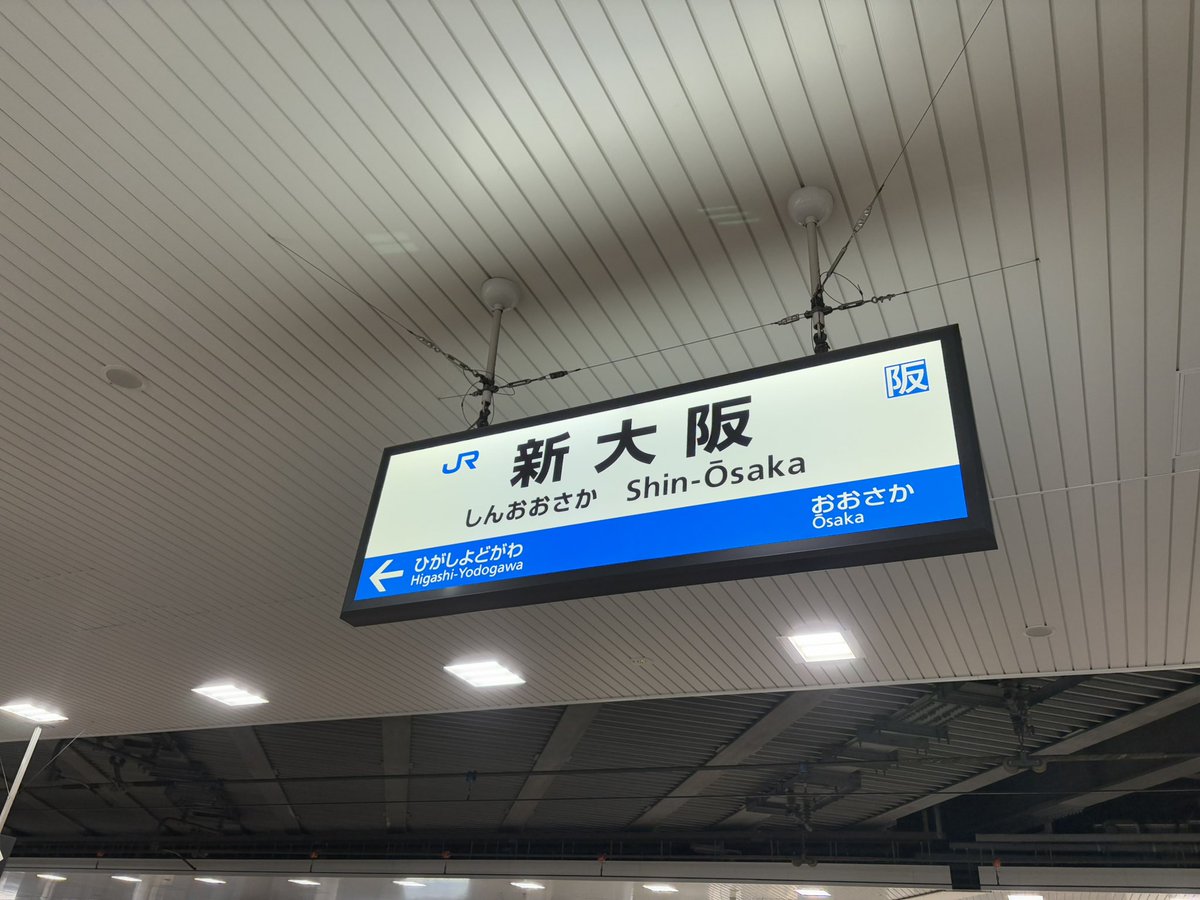 JR 新大阪 阪
しんおおさか Shin-Ōsaka
← ひがしよどがわ おおさか
Higashi-Yodogawa Ōsaka